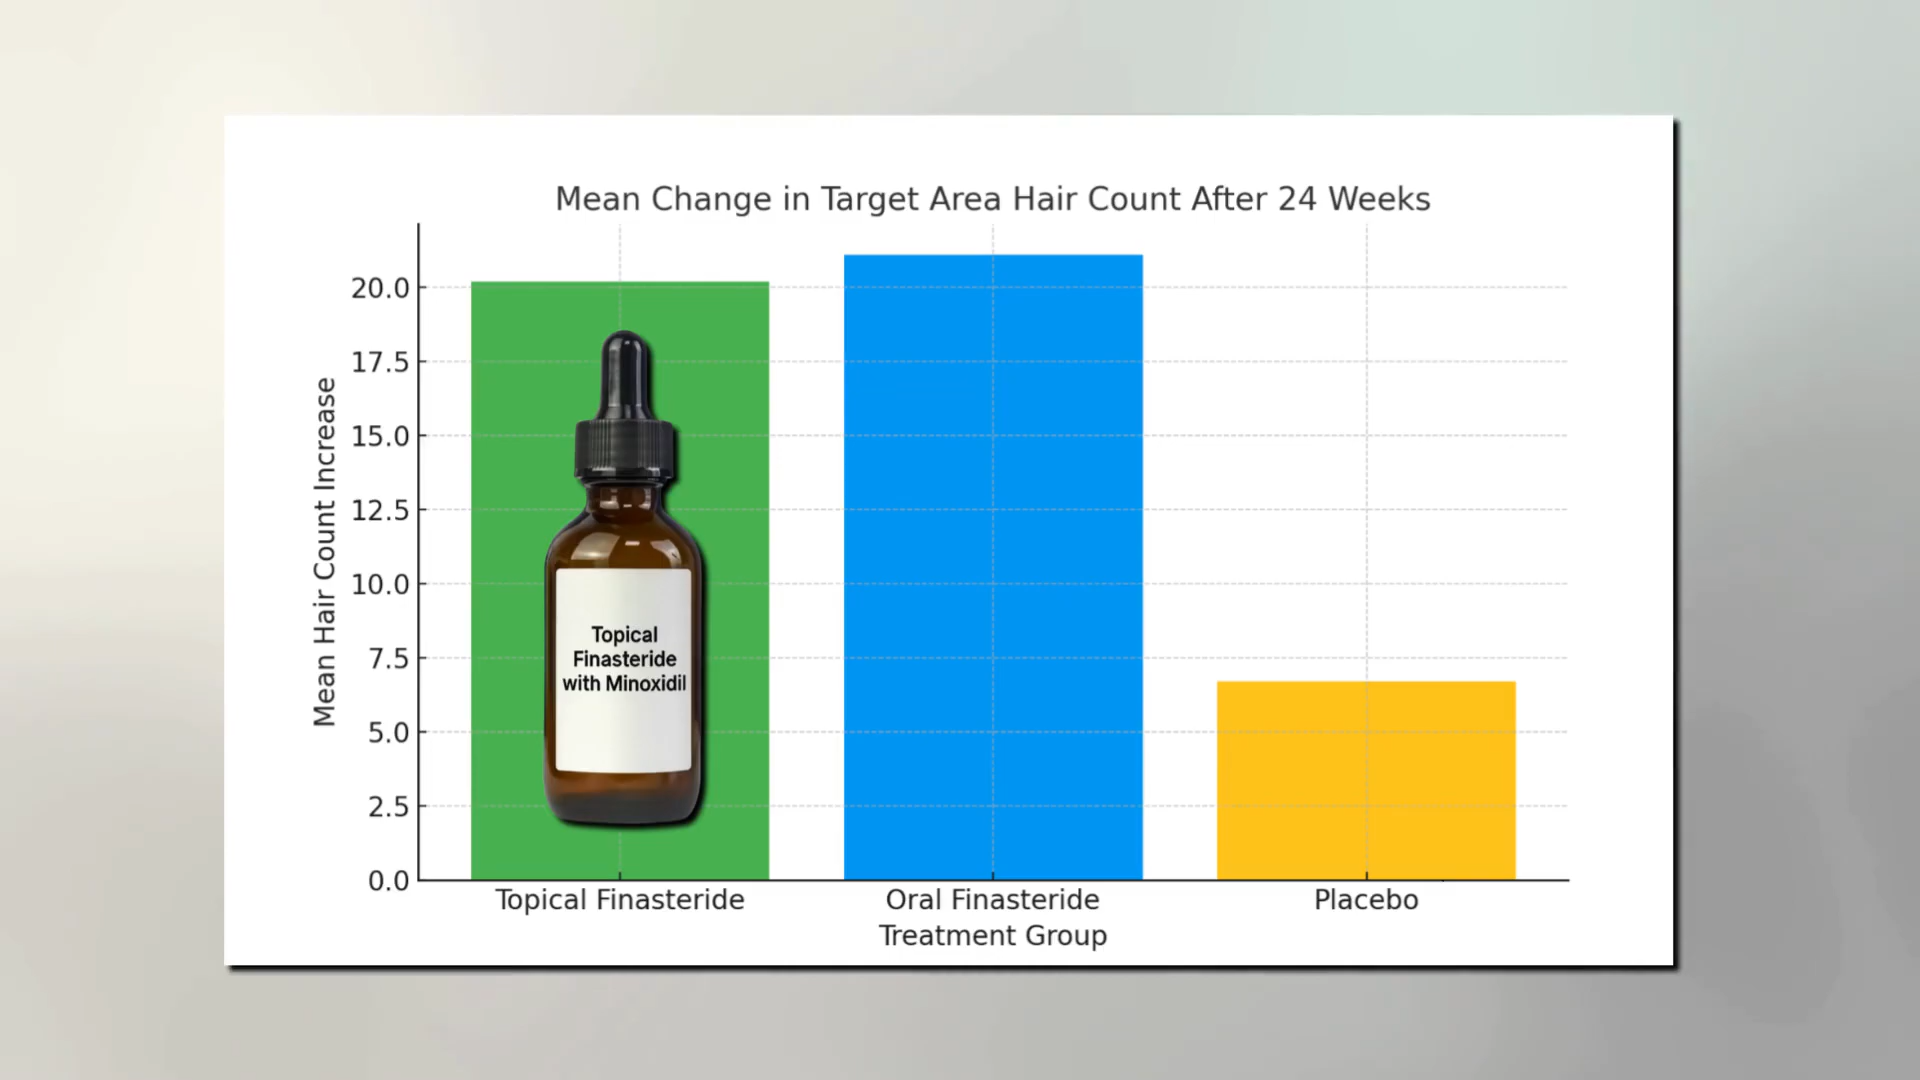 Mean Change in Target Area Hair Count After 24 Weeks
Mean Hair Count Increase
20.0
17.5
15.0
12.5
10.0
7.5
5.0
2.5
0.0
Topical
Finasteride
with Minoxidil
Topical Finasteride
Oral Finasteride
Placebo
Treatment Group